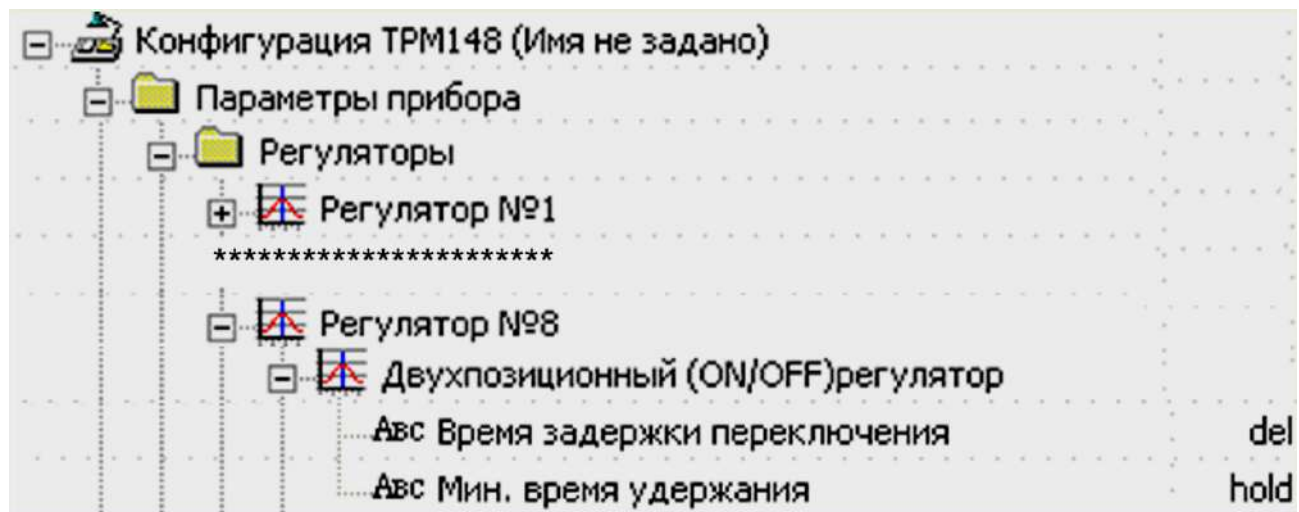 Конфигурация ТРМ148 (Имя не задано)
Параметры прибора
Регуляторы
Регулятор №1
***********************
Регулятор №8
Двухпозиционный (ON/OFF)регулятор
Авс Время задержки переключения del
Авс Мин. время удержания hold